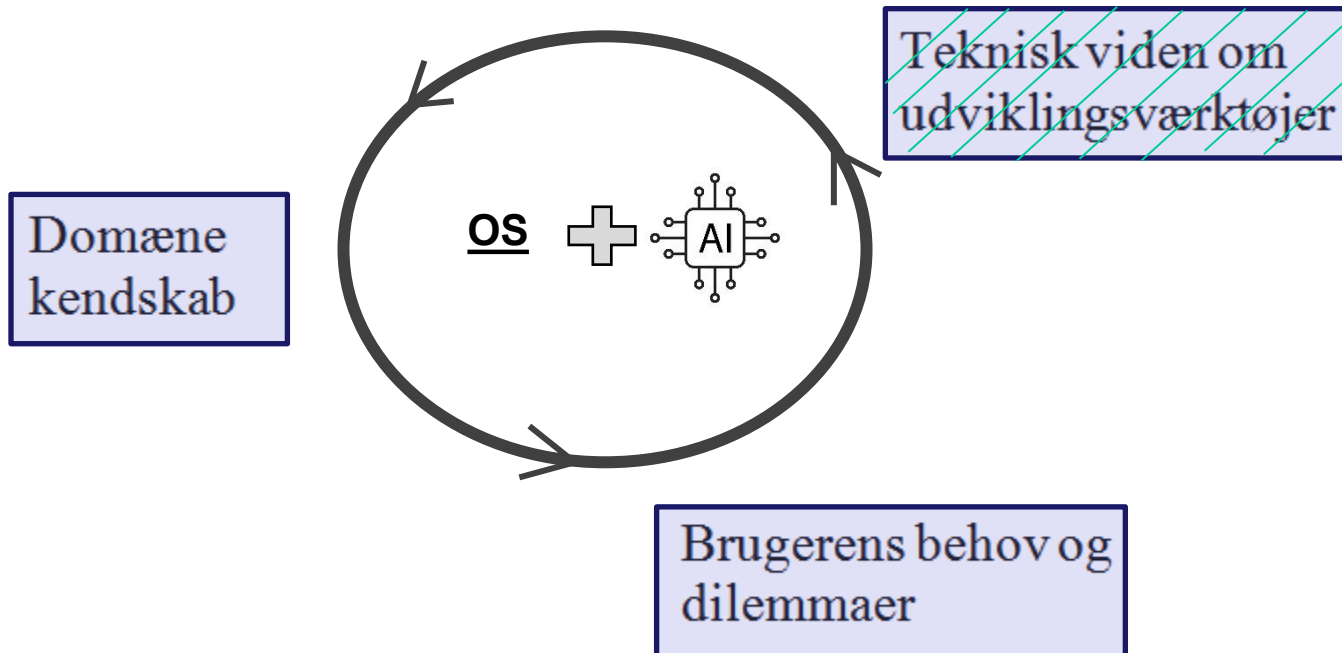 Teknisk viden om
udviklingsværktøjer
Domæne
kendskab
OS
AI
Brugerens behov og
dilemmaer